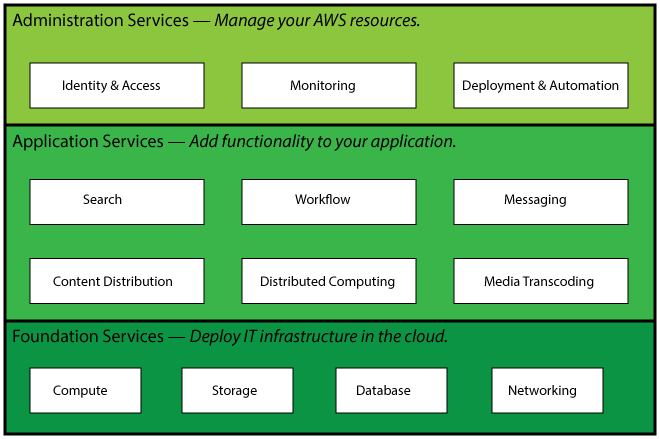 Administration Services — Manage your AWS resources.
Identity & Access
Monitoring
Deployment & Automation
Application Services — Add functionality to your application.
Search
Workflow
Messaging
Content Distribution
Distributed Computing
Media Transcoding
Foundation Services — Deploy IT infrastructure in the cloud.
Compute
Storage
Database
Networking